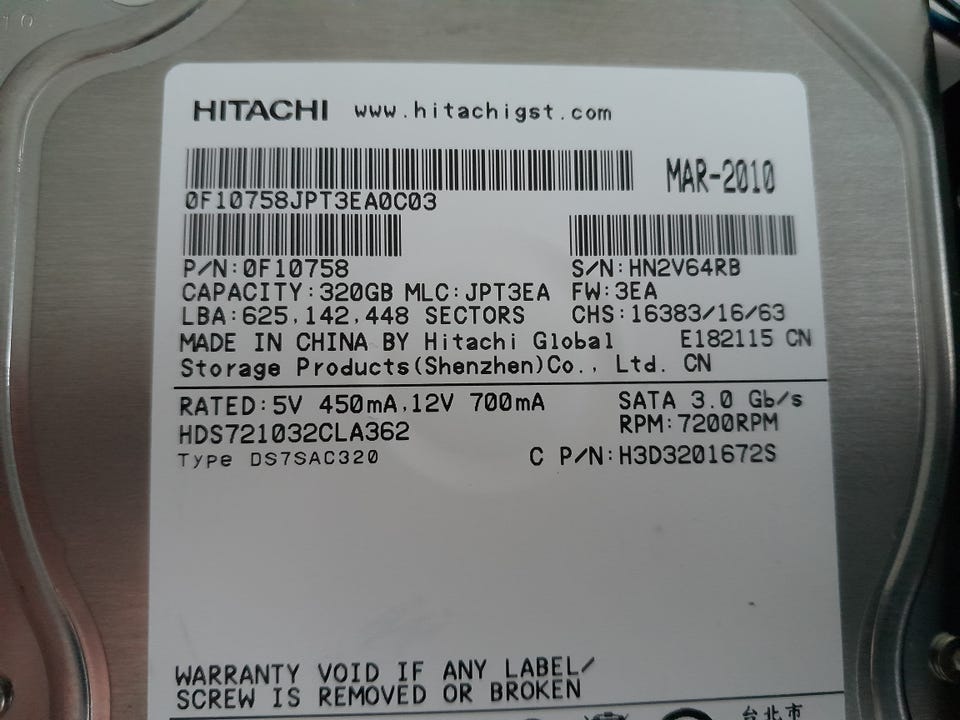 HITACHI www.hitachigst.com
MAR-2010
0F10758JPT3EA0C03
P/N:0F10758 S/N:HN2V64RB
CAPACITY:320GB MLC:JPT3EA FW:3EA
LBA:625,142,448 SECTORS CHS:16383/16/63
MADE IN CHINA BY Hitachi Global E182115 CN
Storage Products(Shenzhen)Co., Ltd. CN
RATED:5V 450mA,12V 700mA SATA 3.0 Gb/s
RPM:7200RPM
HDS721032CLA362
Type DS7SAC320 C P/N:H3D3201672S
WARRANTY VOID IF ANY LABEL/
SCREW IS REMOVED OR BROKEN
台北市